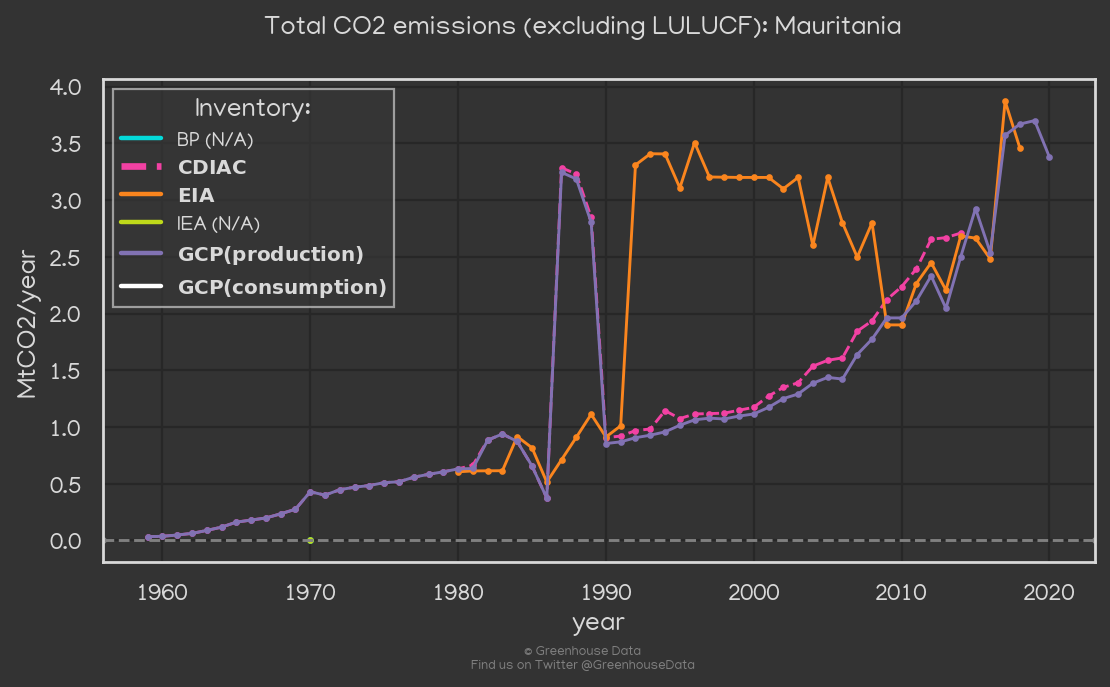 Total CO2 emissions (excluding LULUCF): Mauritania
4.0
3.5
3.0
2.5
2.0
1.5
1.0
0.5
0.0
MtCO2/year
Inventory:
BP (N/A)
CDIAC
EIA
IEA (N/A)
GCP(production)
GCP(consumption)
1960 1970 1980 1990 2000 2010 2020
year
© Greenhouse Data
Find us on Twitter @GreenhouseData